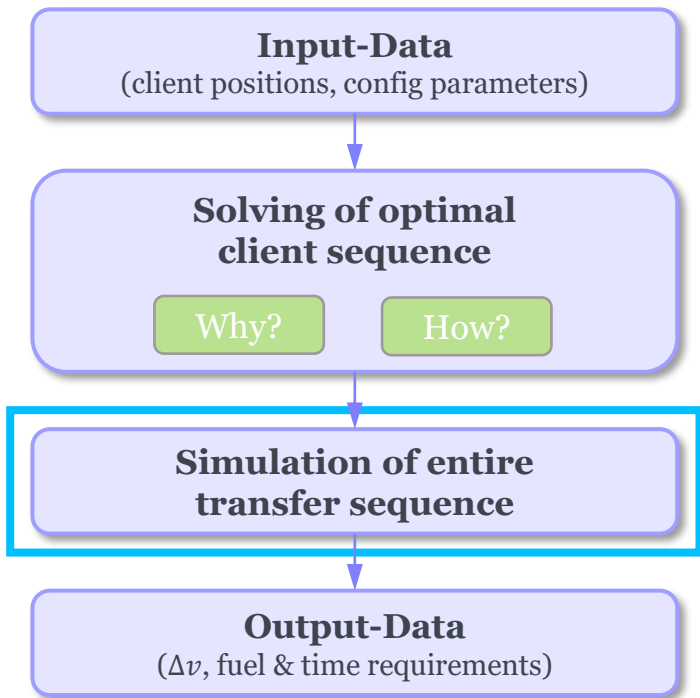 Input-Data
(client positions, config parameters)
Solving of optimal
client sequence
Why? How?
Simulation of entire
transfer sequence
Output-Data
(Δv, fuel & time requirements)